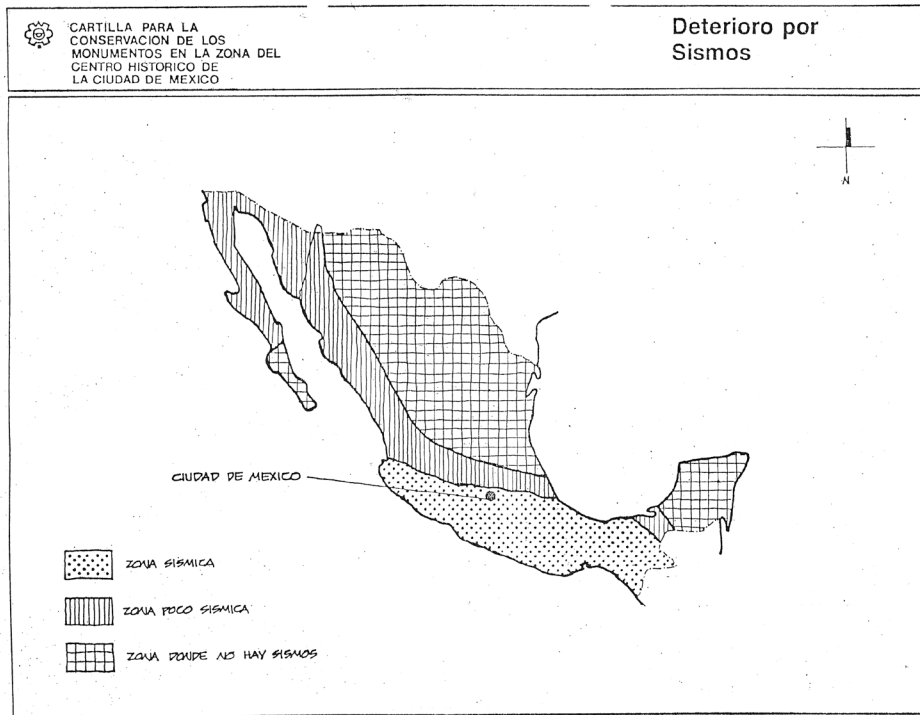 CARTILLA PARA LA
CONSERVACION DE LOS
MONUMENTOS EN LA ZONA DEL
CENTRO HISTORICO DE
LA CIUDAD DE MEXICO
Deterioro por
Sismos
N
CIUDAD DE MEXICO
ZONA SISMICA
ZONA POCO SISMICA
ZONA DONDE NO HAY SISMOS